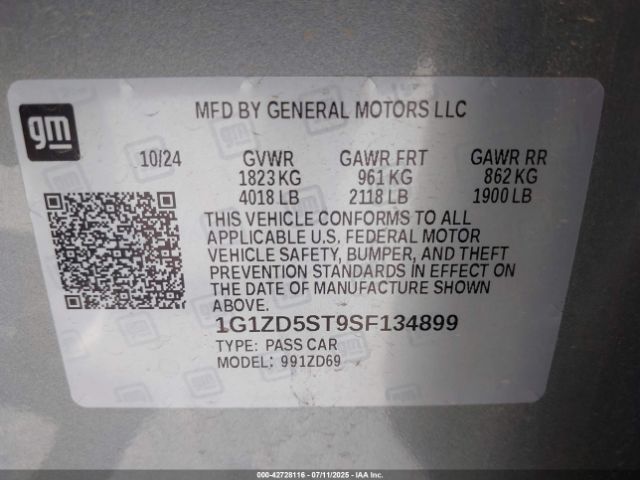 gm
MFD BY GENERAL MOTORS LLC
10/24 GVWR GAWR FRT GAWR RR
1823 KG 961 KG 862 KG
4018 LB 2118 LB 1900 LB
THIS VEHICLE CONFORMS TO ALL
APPLICABLE U.S. FEDERAL MOTOR
VEHICLE SAFETY, BUMPER, AND THEFT
PREVENTION STANDARDS IN EFFECT ON
THE DATE OF MANUFACTURE SHOWN
ABOVE.
1G1ZD5ST9SF134899
TYPE: PASS CAR
MODEL: 991ZD69
000-42728116 - 07/11/2025 - IAAI.COM